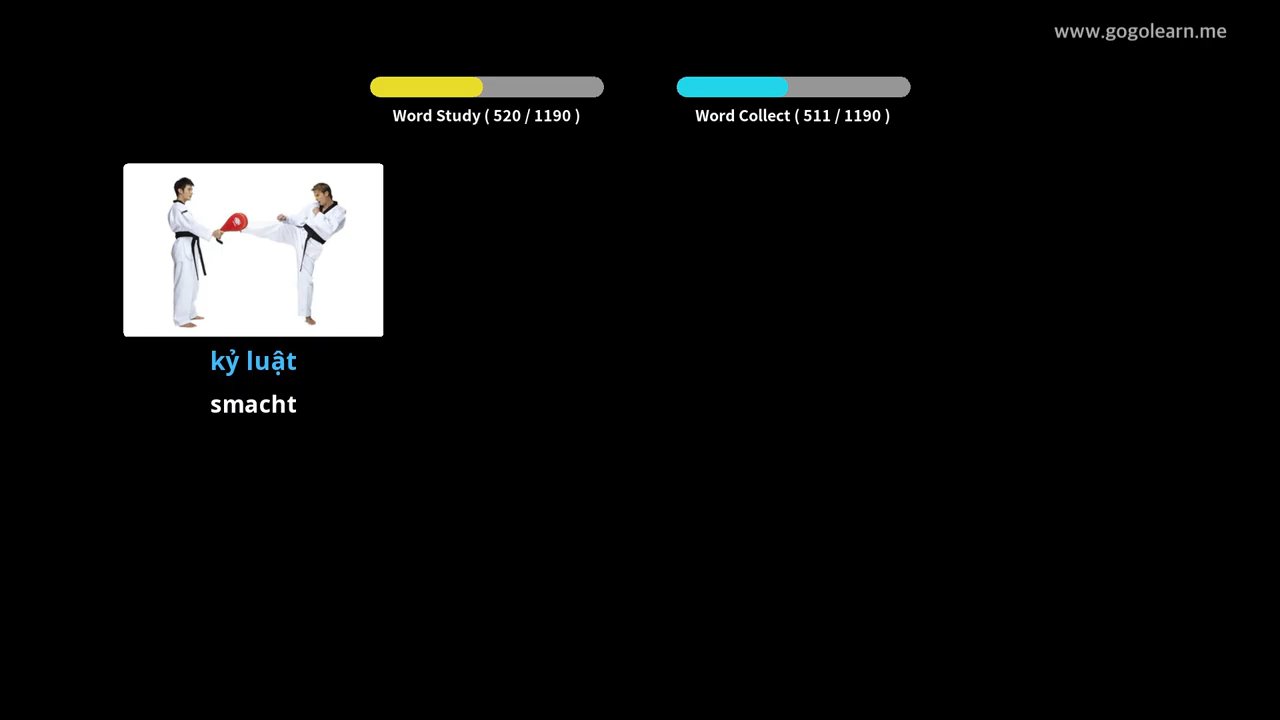 www.gogolearn.me
Word Study ( 520 / 1190 )
Word Collect ( 511 / 1190 )
kỷ luật
smacht